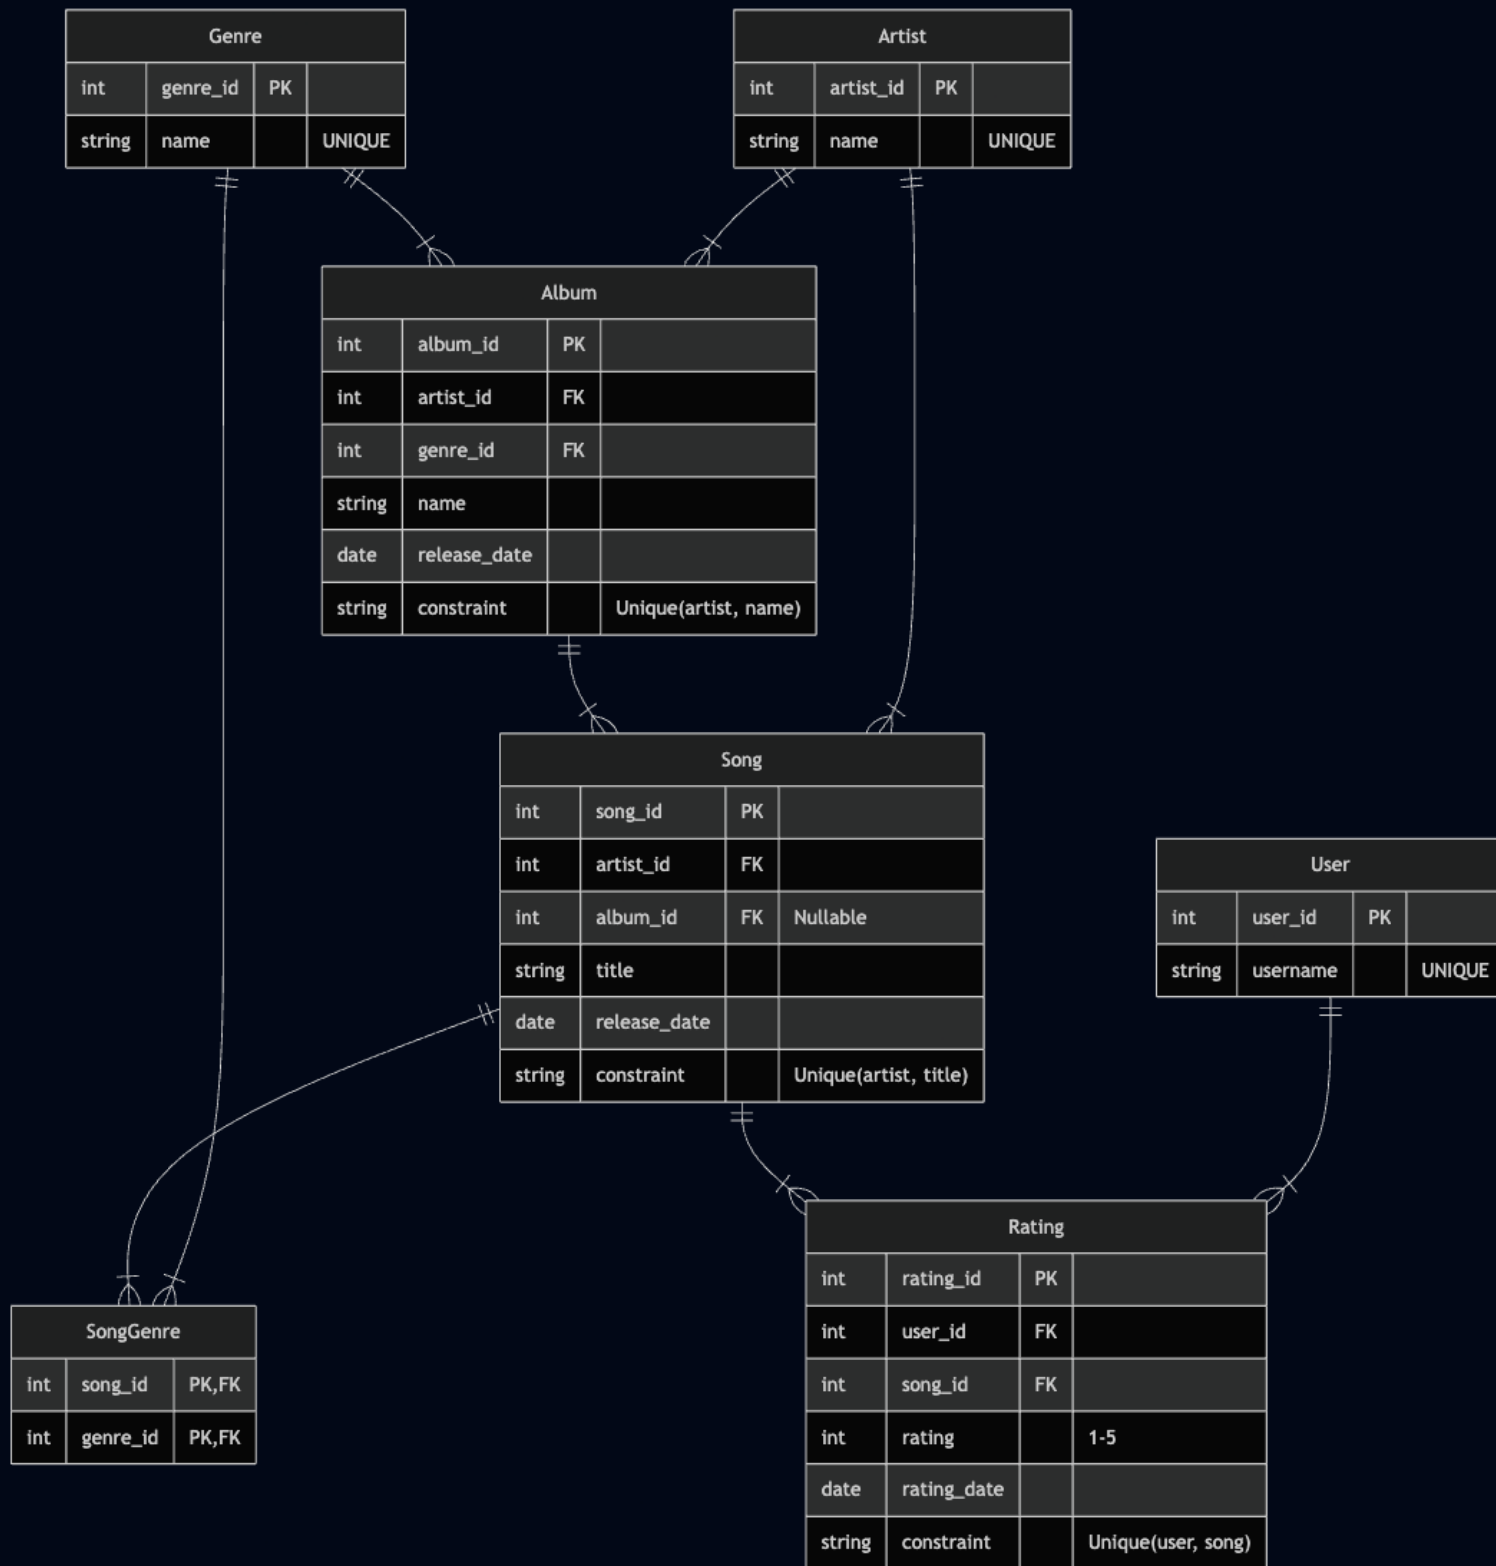 Genre
int genre_id PK
string name UNIQUE
Artist
int artist_id PK
string name UNIQUE
Album
int album_id PK
int artist_id FK
int genre_id FK
string name
date release_date
string constraint Unique(artist, name)
Song
int song_id PK
int artist_id FK
int album_id FK Nullable
string title
date release_date
string constraint Unique(artist, title)
User
int user_id PK
string username UNIQUE
Rating
int rating_id PK
int user_id FK
int song_id FK
int rating 1-5
date rating_date
string constraint Unique(user, song)
SongGenre
int song_id PK,FK
int genre_id PK,FK